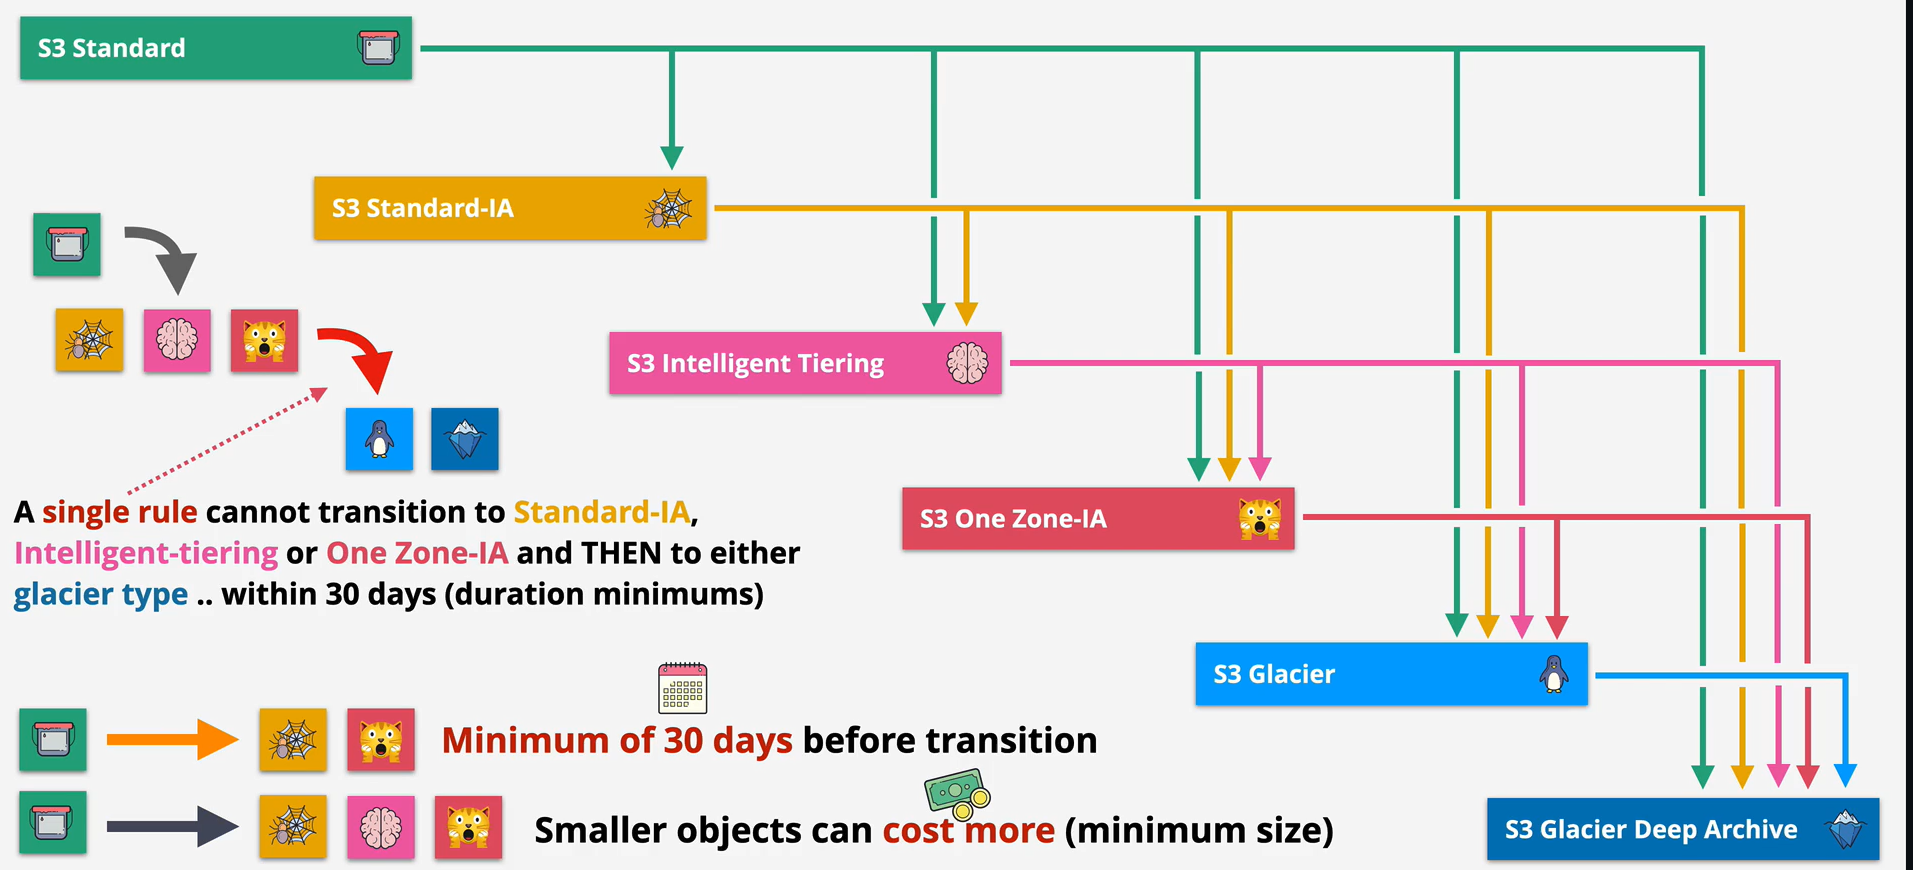 S3 Standard
S3 Standard-IA
S3 Intelligent Tiering
S3 One Zone-IA
A single rule cannot transition to Standard-IA,
Intelligent-tiering or One Zone-IA and THEN to either
glacier type .. within 30 days (duration minimums)
S3 Glacier
Minimum of 30 days before transition
Smaller objects can cost more (minimum size)
S3 Glacier Deep Archive